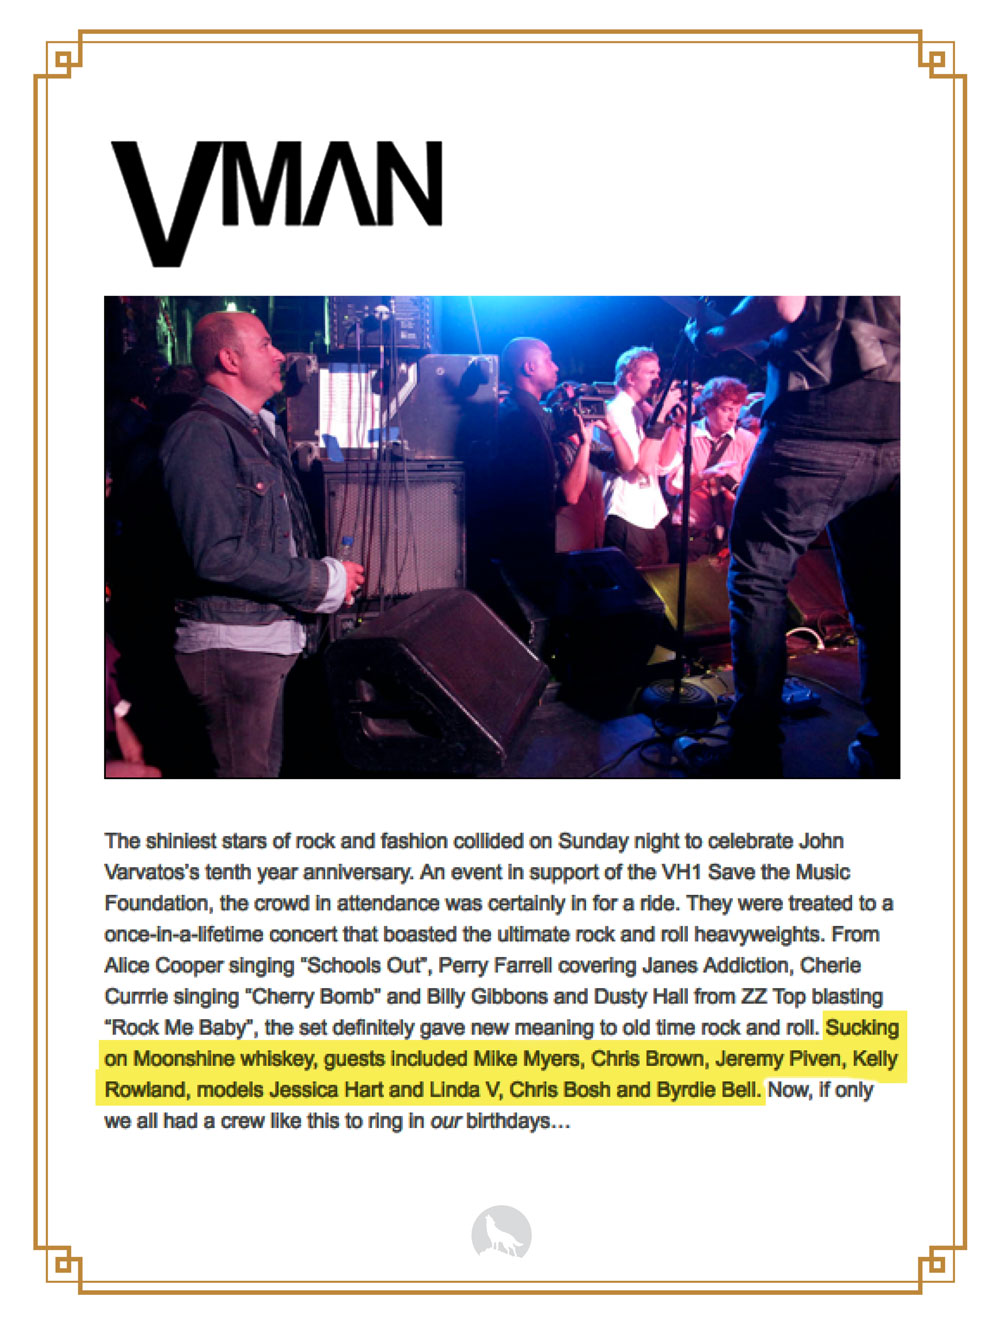 VMAN
The shiniest stars of rock and fashion collided on Sunday night to celebrate John
Varvatos’s tenth year anniversary. An event in support of the VH1 Save the Music
Foundation, the crowd in attendance was certainly in for a ride. They were treated to a
once-in-a-lifetime concert that boasted the ultimate rock and roll heavyweights. From
Alice Cooper singing “Schools Out”, Perry Farrell covering Janes Addiction, Cherie
Currrie singing “Cherry Bomb” and Billy Gibbons and Dusty Hall from ZZ Top blasting
“Rock Me Baby”, the set definitely gave new meaning to old time rock and roll. Sucking
on Moonshine whiskey, guests included Mike Myers, Chris Brown, Jeremy Piven, Kelly
Rowland, models Jessica Hart and Linda V, Chris Bosh and Byrdie Bell. Now, if only
we all had a crew like this to ring in our birthdays…